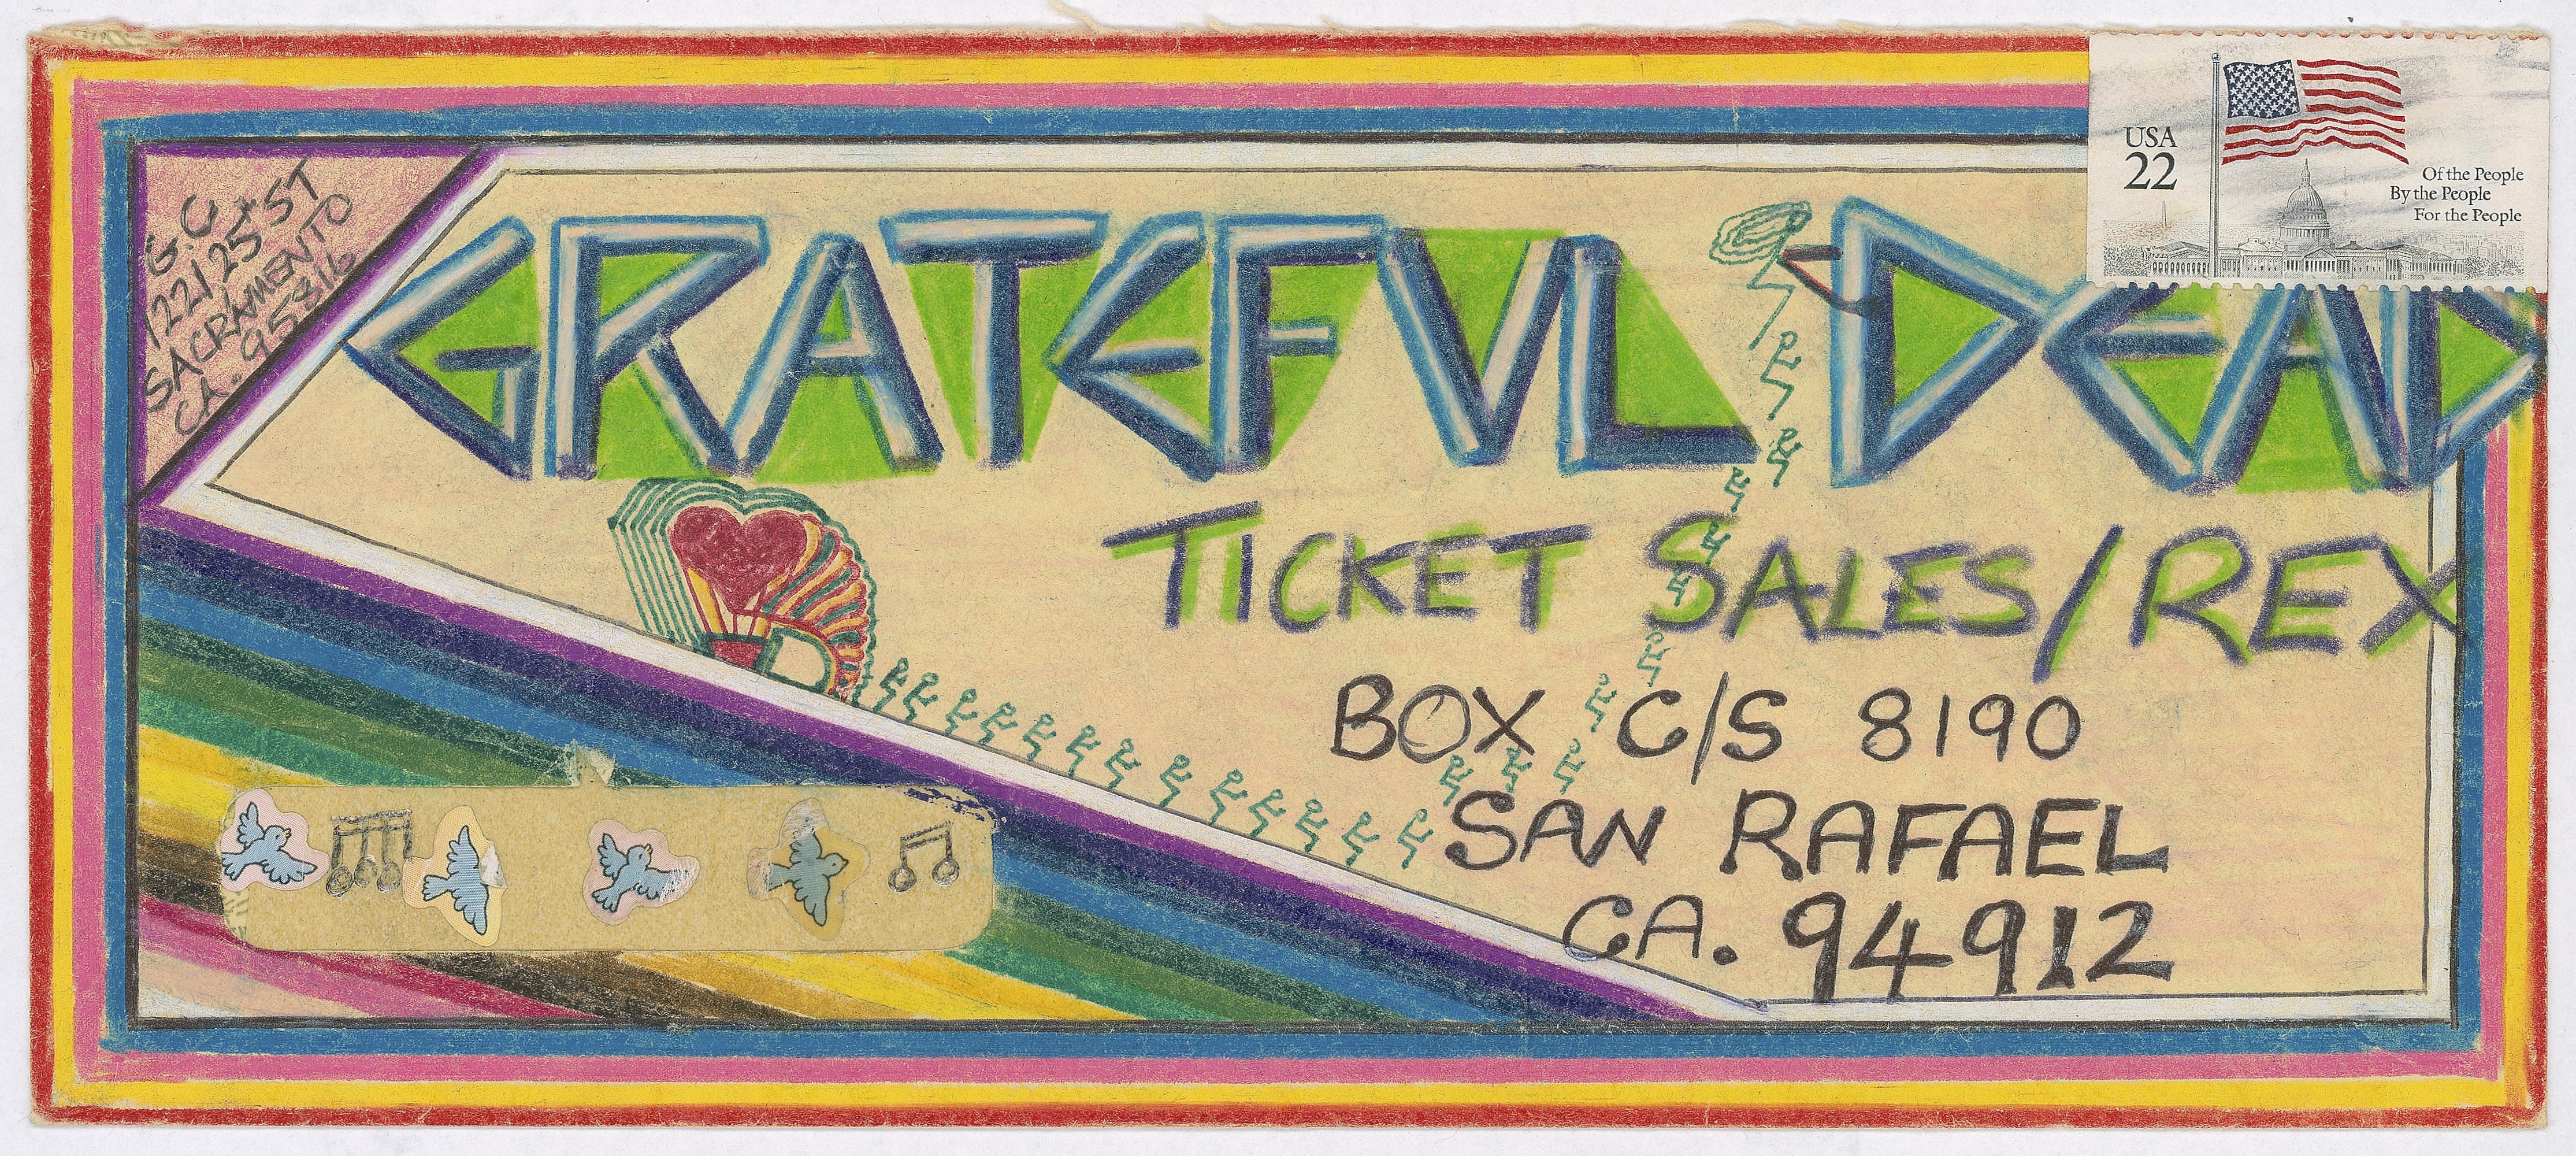 G.C
1221 25th ST
SACRAMENTO
CA. 95816
USA
22
Of the People
By the People
For the People
GRATEFUL DEAD
TICKET SALES/REX
BOX C/S 8190
SAN RAFAEL
CA. 94912